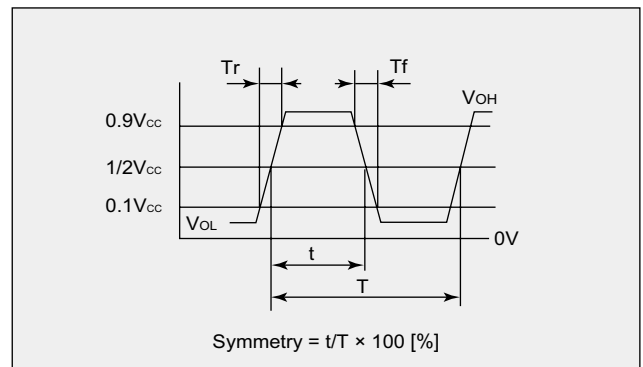 Tr Tf
VOH
0.9Vcc
1/2Vcc
0.1Vcc
VOL
0V
t
T
Symmetry = t/T × 100 [%]